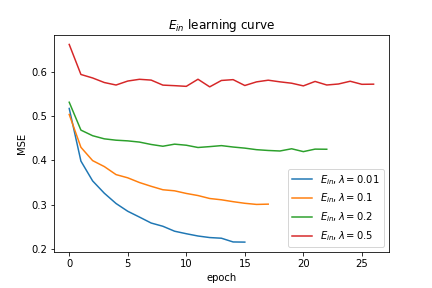 E_in learning curve
MSE
0.6
0.5
0.4
0.3
0.2
0 5 10 15 20 25
epoch
E_in, λ = 0.01
E_in, λ = 0.1
E_in, λ = 0.2
E_in, λ = 0.5